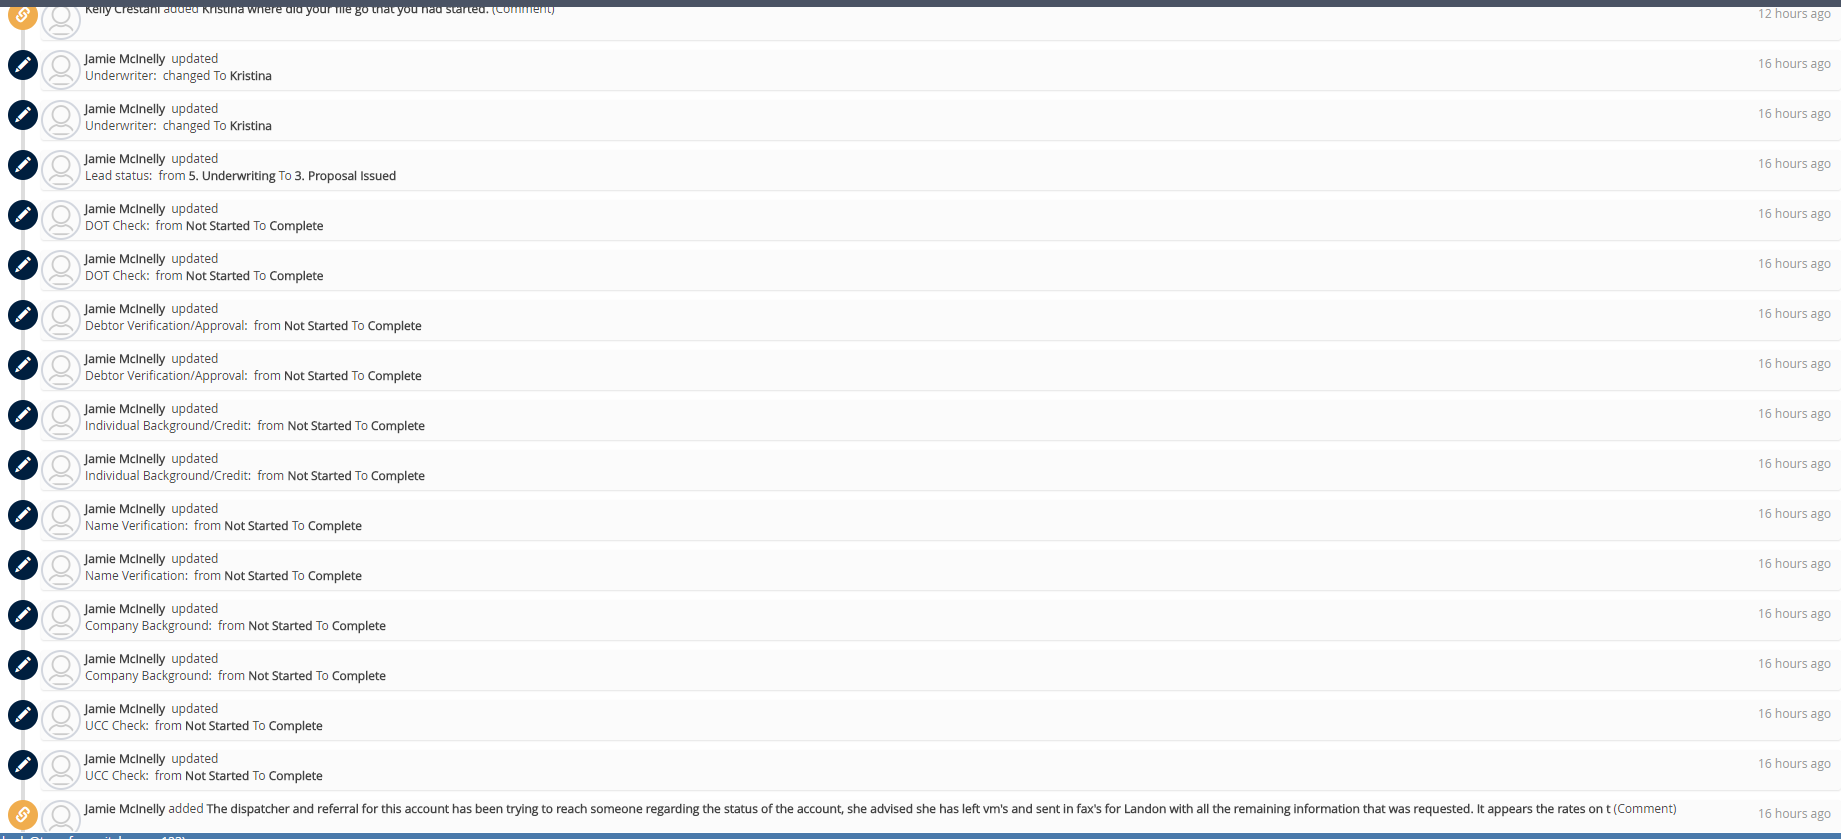 Kelly Crestani added Kristina where did your file go that you had started. (Comment)
12 hours ago
Jamie McInelly updated
Underwriter: changed To Kristina
16 hours ago
Jamie McInelly updated
Underwriter: changed To Kristina
16 hours ago
Jamie McInelly updated
Lead status: from 5. Underwriting To 3. Proposal Issued
16 hours ago
Jamie McInelly updated
DOT Check: from Not Started To Complete
16 hours ago
Jamie McInelly updated
DOT Check: from Not Started To Complete
16 hours ago
Jamie McInelly updated
Debtor Verification/Approval: from Not Started To Complete
16 hours ago
Jamie McInelly updated
Debtor Verification/Approval: from Not Started To Complete
16 hours ago
Jamie McInelly updated
Individual Background/Credit: from Not Started To Complete
16 hours ago
Jamie McInelly updated
Individual Background/Credit: from Not Started To Complete
16 hours ago
Jamie McInelly updated
Name Verification: from Not Started To Complete
16 hours ago
Jamie McInelly updated
Name Verification: from Not Started To Complete
16 hours ago
Jamie McInelly updated
Company Background: from Not Started To Complete
16 hours ago
Jamie McInelly updated
Company Background: from Not Started To Complete
16 hours ago
Jamie McInelly updated
UCC Check: from Not Started To Complete
16 hours ago
Jamie McInelly updated
UCC Check: from Not Started To Complete
16 hours ago
Jamie McInelly added The dispatcher and referral for this account has been trying to reach someone regarding the status of the account, she advised she has left vm's and sent in fax's for Landon with all the remaining information that was requested. It appears the rates on t (Comment)
16 hours ago